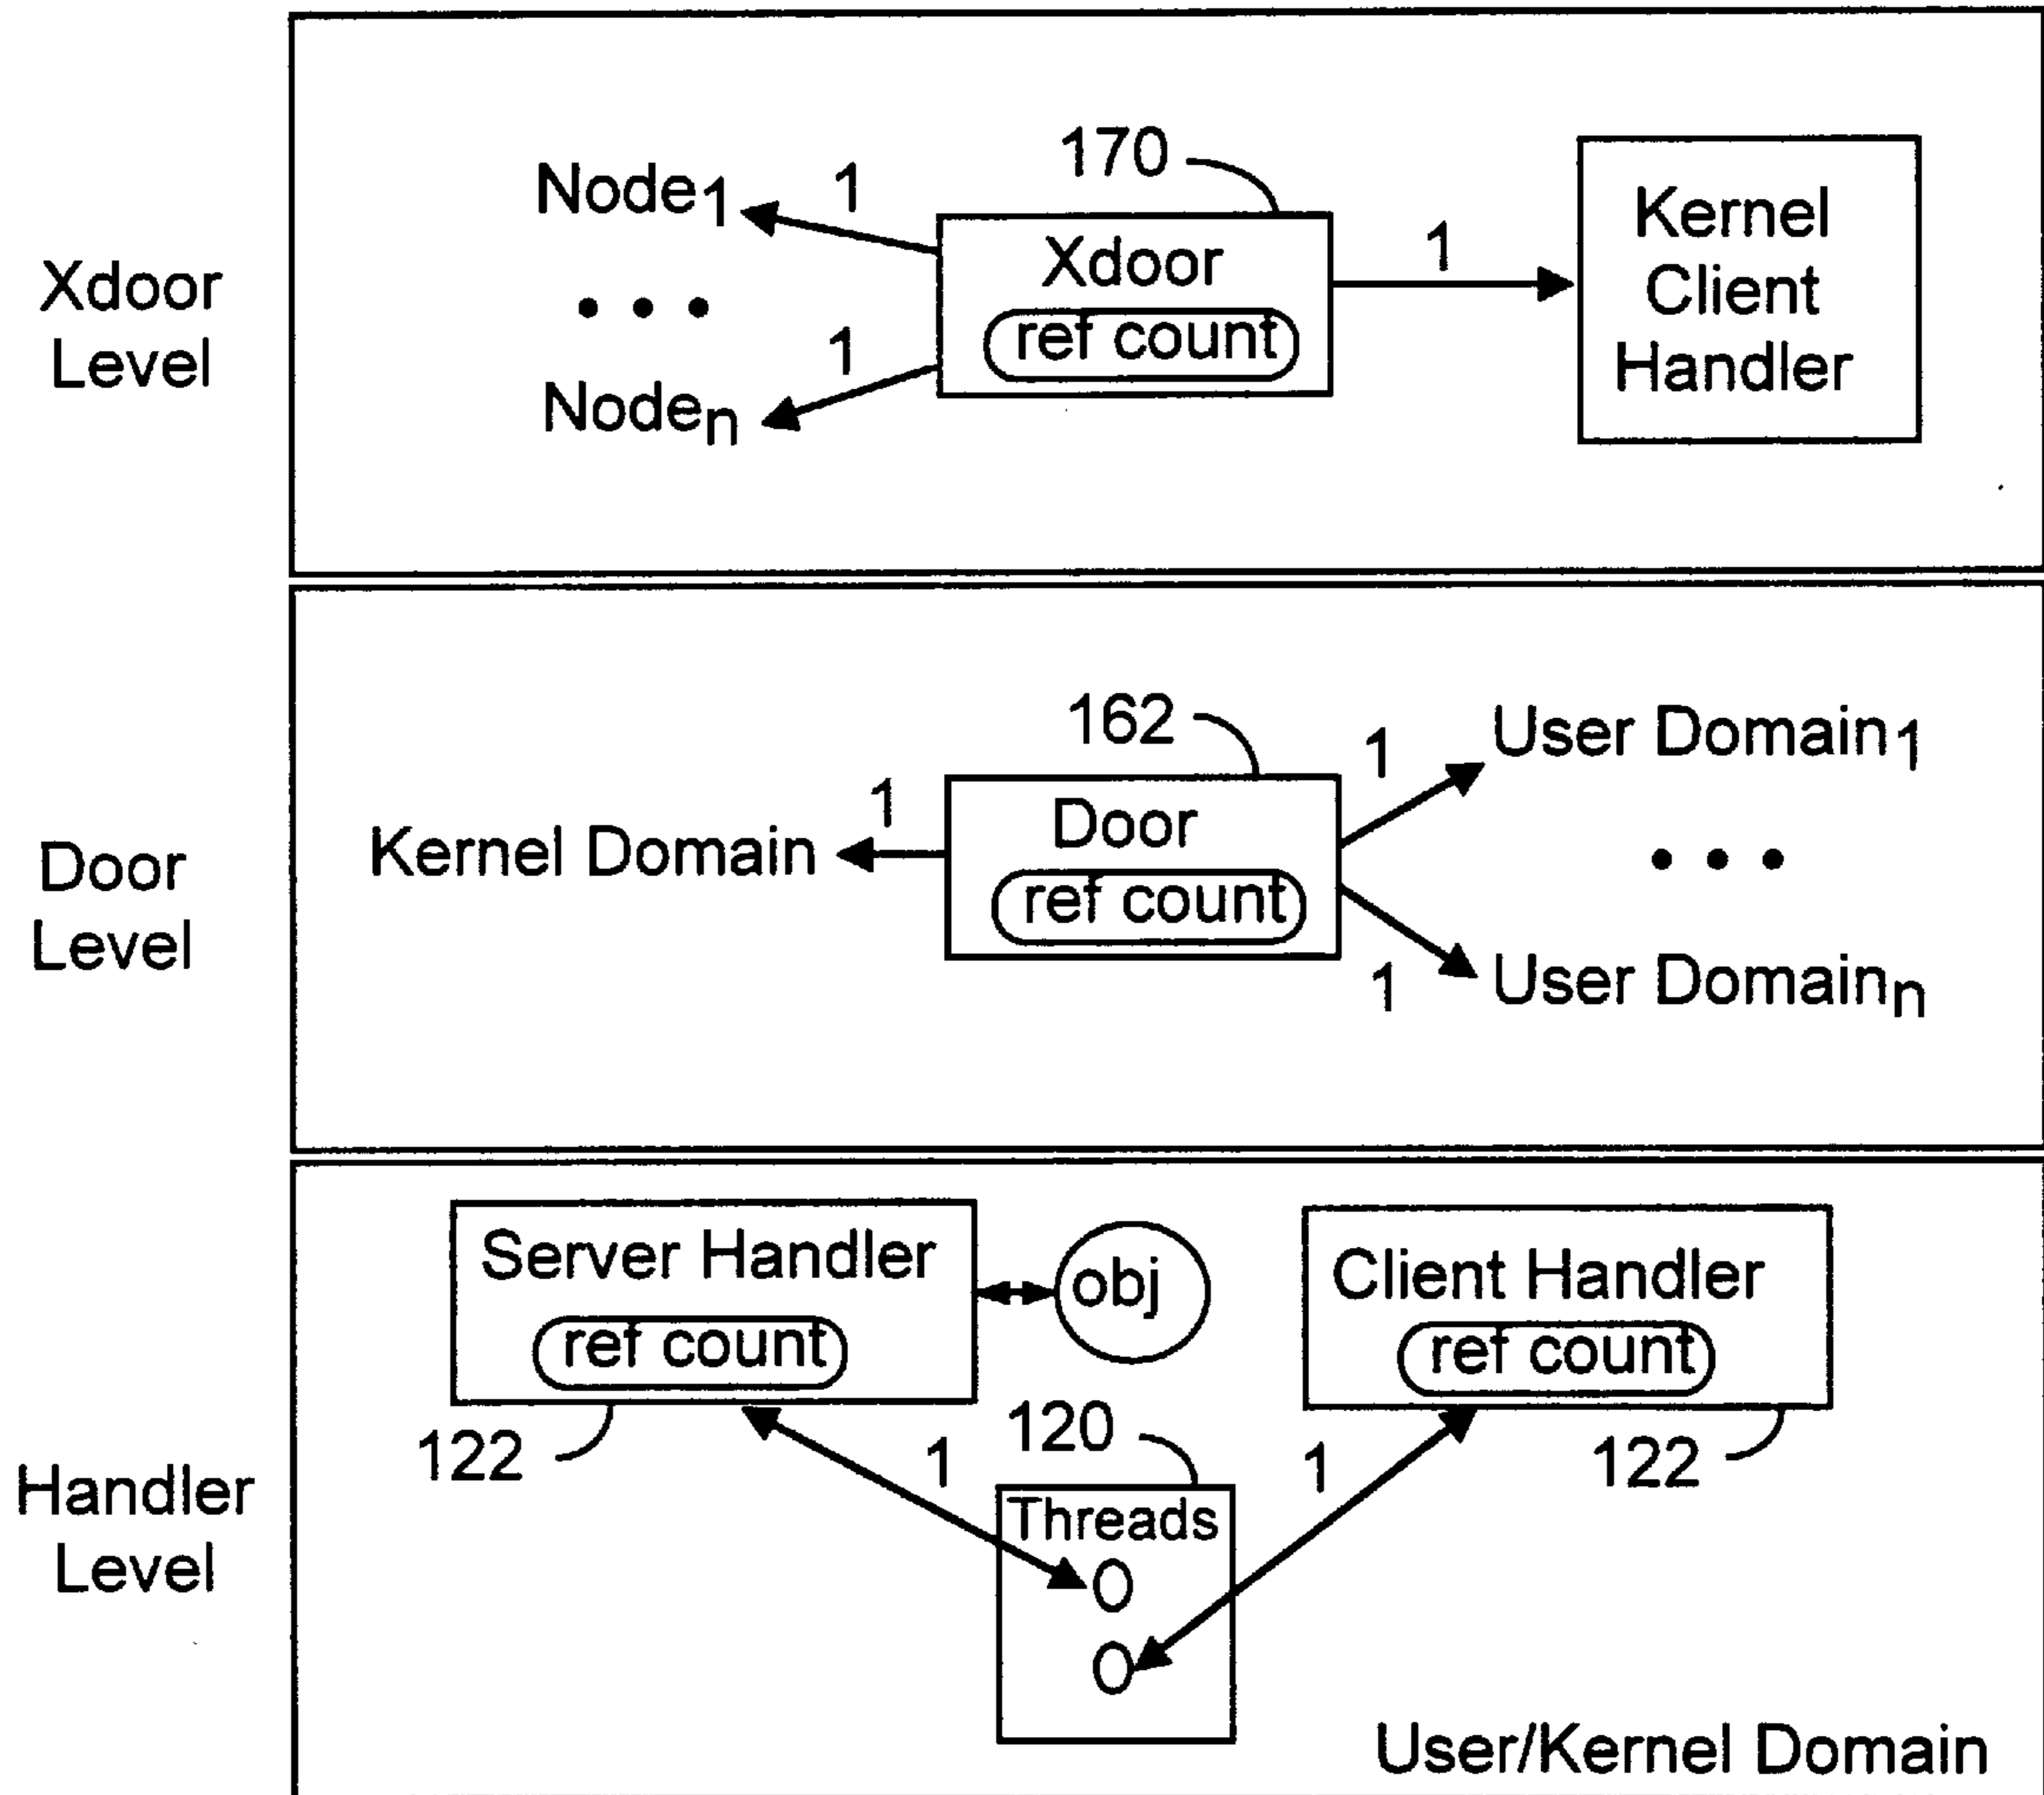 Xdoor
Level
Node1
1
• • •
1
Noden
170
Xdoor
ref count
1
Kernel
Client
Handler
Door
Level
Kernel Domain
1
162
Door
ref count
1
User Domain1
• • •
1
User Domainn
Handler
Level
Server Handler
ref count
122
obj
Client Handler
ref count
122
1
120
1
Threads
O
O
User/Kernel Domain